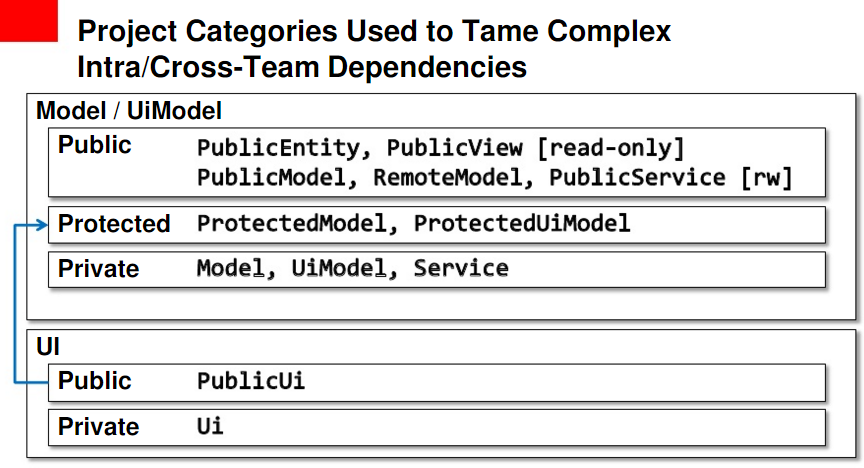 Project Categories Used to Tame Complex
Intra/Cross-Team Dependencies
Model / UiModel
Public PublicEntity, PublicView [read-only]
PublicModel, RemoteModel, PublicService [rw]
Protected ProtectedModel, ProtectedUiModel
Private Model, UiModel, Service
UI
Public PublicUi
Private Ui